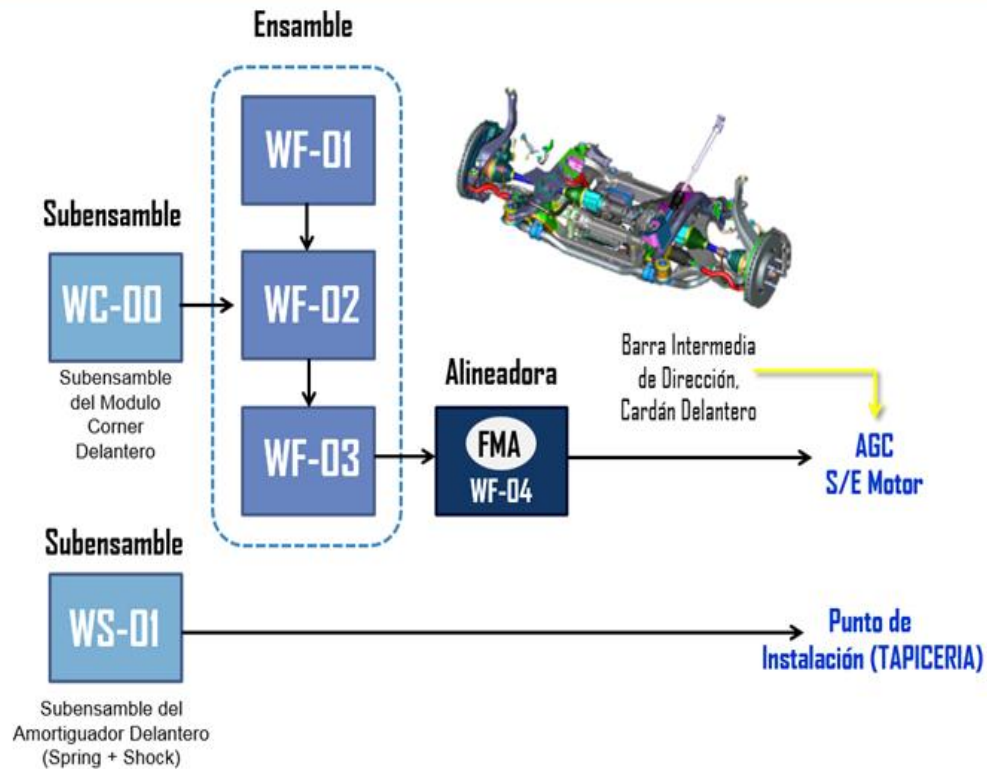 Ensamble
WF-01
Subensamble
WC-00
WF-02
Subensamble
del Modulo
Corner
Delantero
WF-03
Alineadora
FMA
WF-04
Barra Intermedia
de Dirección,
Cardán Delantero
AGC
S/E Motor
Subensamble
WS-01
Subensamble del
Amortiguador Delantero
(Spring + Shock)
Punto de
Instalación (TAPICERIA)